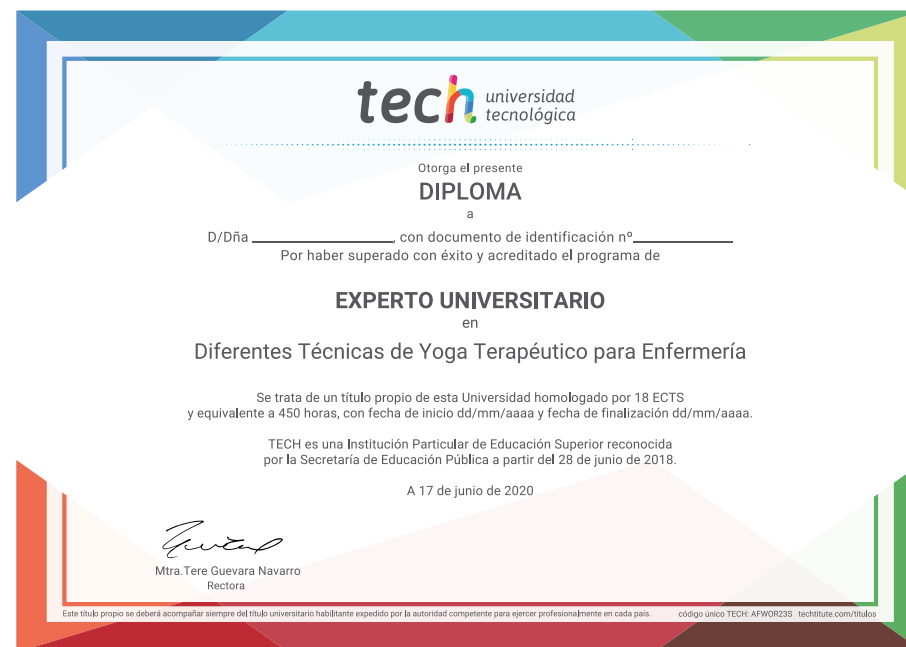 tech universidad
tecnológica
Otorga el presente
DIPLOMA
a
D/Dña ____________________, con documento de identificación nº______________
Por haber superado con éxito y acreditado el programa de
EXPERTO UNIVERSITARIO
en
Diferentes Técnicas de Yoga Terapéutico para Enfermería
Se trata de un título propio de esta Universidad homologado por 18 ECTS
y equivalente a 450 horas, con fecha de inicio dd/mm/aaaa y fecha de finalización dd/mm/aaaa.
TECH es una Institución Particular de Educación Superior reconocida
por la Secretaría de Educación Pública a partir del 28 de junio de 2018.
A 17 de junio de 2020
Mtra.Tere Guevara Navarro
Rectora
Este título propio se deberá acompañar siempre del título universitario habilitante expedido por la autoridad competente para ejercer profesionalmente en cada país. código único TECH: AFWOR23S techtitute.com/titulos